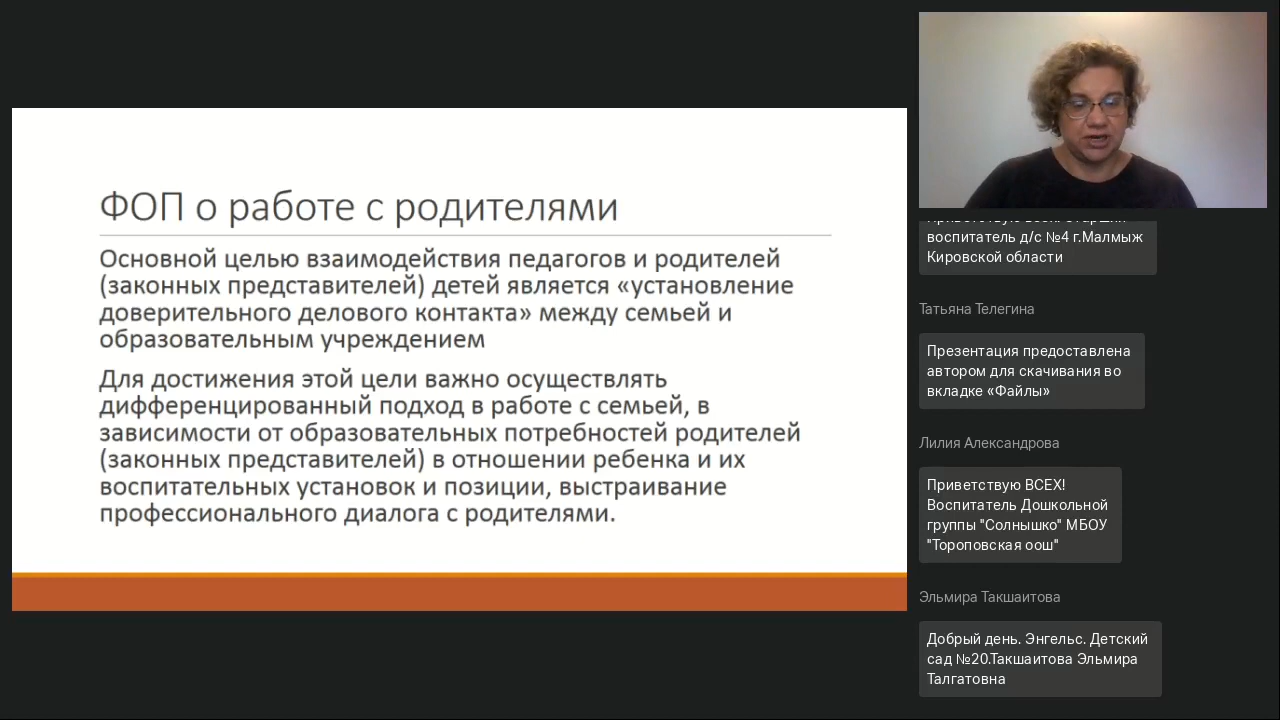 ФОП о работе с родителями
Основной целью взаимодействия педагогов и родителей
(законных представителей) детей является «установление
доверительного делового контакта» между семьей и
образовательным учреждением
Для достижения этой цели важно осуществлять
дифференцированный подход в работе с семьей, в
зависимости от образовательных потребностей родителей
(законных представителей) в отношении ребенка и их
воспитательных установок и позиции, выстраивание
профессионального диалога с родителями.
воспитатель д/с №4 г.Малмыж
Кировской области
Татьяна Телегина
Презентация предоставлена
автором для скачивания во
вкладке «Файлы»
Лилия Александрова
Приветствую ВСЕХ!
Воспитатель Дошкольной
группы "Солнышко" МБОУ
"Тороповская оош"
Эльмира Такшаитова
Добрый день. Энгельс. Детский
сад №20.Такшаитова Эльмира
Талгатовна